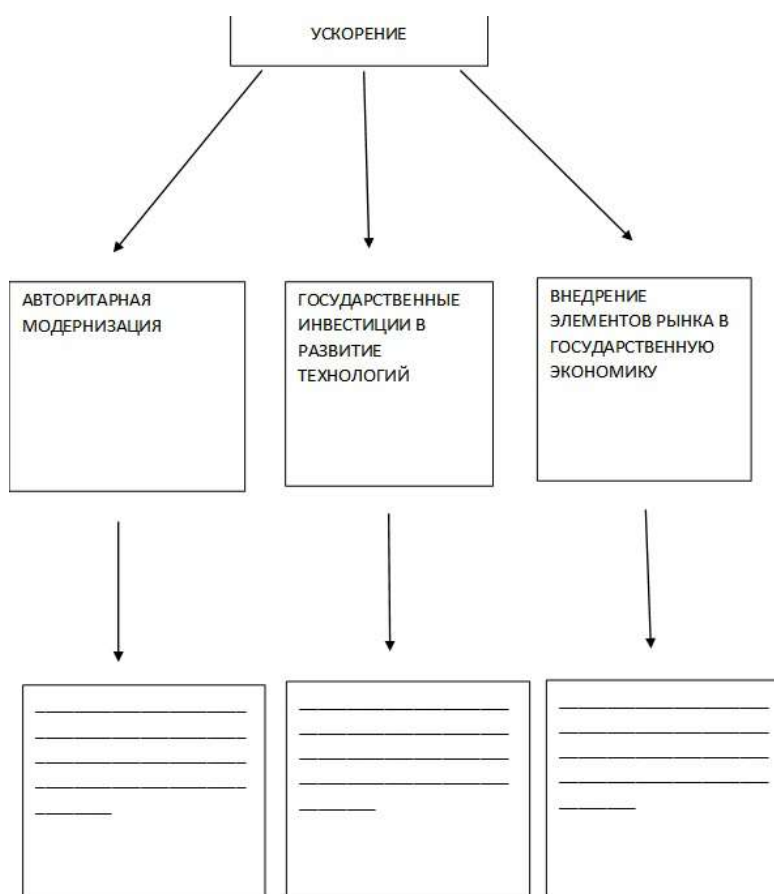 УСКОРЕНИЕ
АВТОРИТАРНАЯ
МОДЕРНИЗАЦИЯ
ГОСУДАРСТВЕННЫЕ
ИНВЕСТИЦИИ В
РАЗВИТИЕ
ТЕХНОЛОГИЙ
ВНЕДРЕНИЕ
ЭЛЕМЕНТОВ РЫНКА В
ГОСУДАРСТВЕННУЮ
ЭКОНОМИКУ